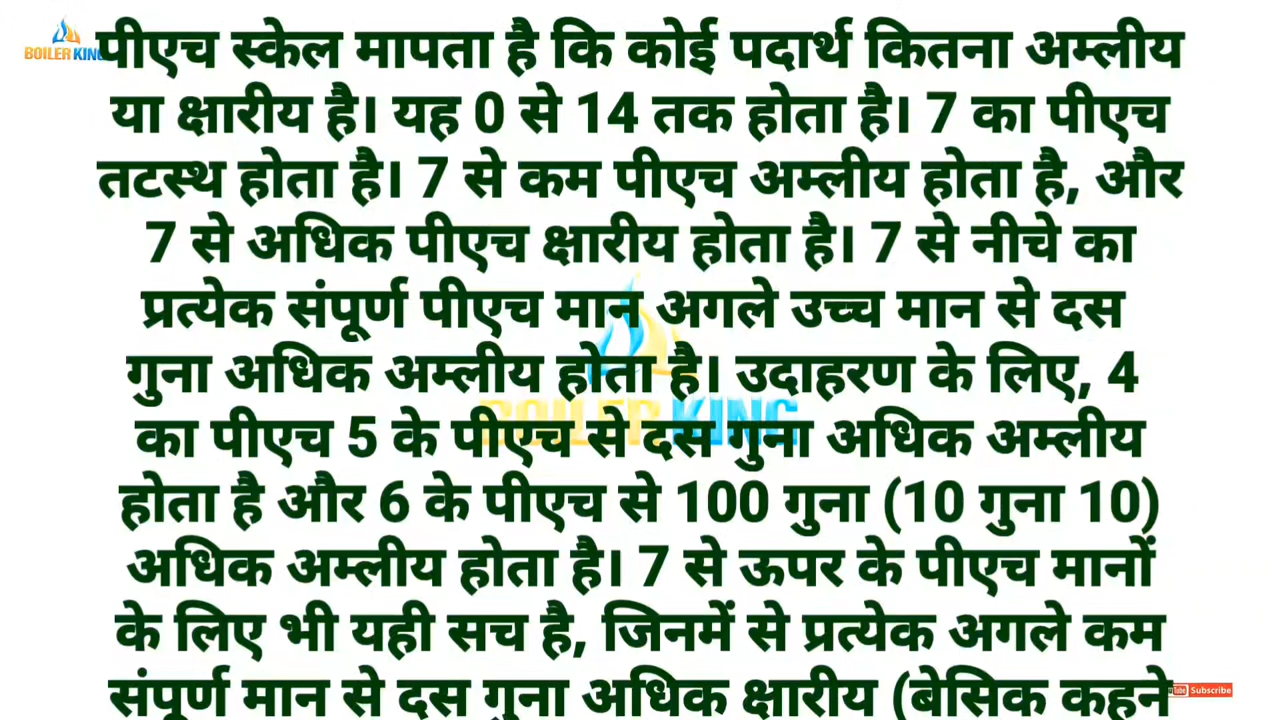 BOILER KING
पीएच स्केल मापता है कि कोई पदार्थ कितना अम्लीय
या क्षारीय है। यह 0 से 14 तक होता है। 7 का पीएच
तटस्थ होता है। 7 से कम पीएच अम्लीय होता है, और
7 से अधिक पीएच क्षारीय होता है। 7 से नीचे का
प्रत्येक संपूर्ण पीएच मान अगले उच्च मान से दस
गुना अधिक अम्लीय होता है। उदाहरण के लिए, 4
BOILER KING
का पीएच 5 के पीएच से दस गुना अधिक अम्लीय
होता है और 6 के पीएच से 100 गुना (10 गुना 10)
अधिक अम्लीय होता है। 7 से ऊपर के पीएच मानों
के लिए भी यही सच है, जिनमें से प्रत्येक अगले कम
संपूर्ण मान से दस गुना अधिक क्षारीय (बेसिक कहने
Subscribe